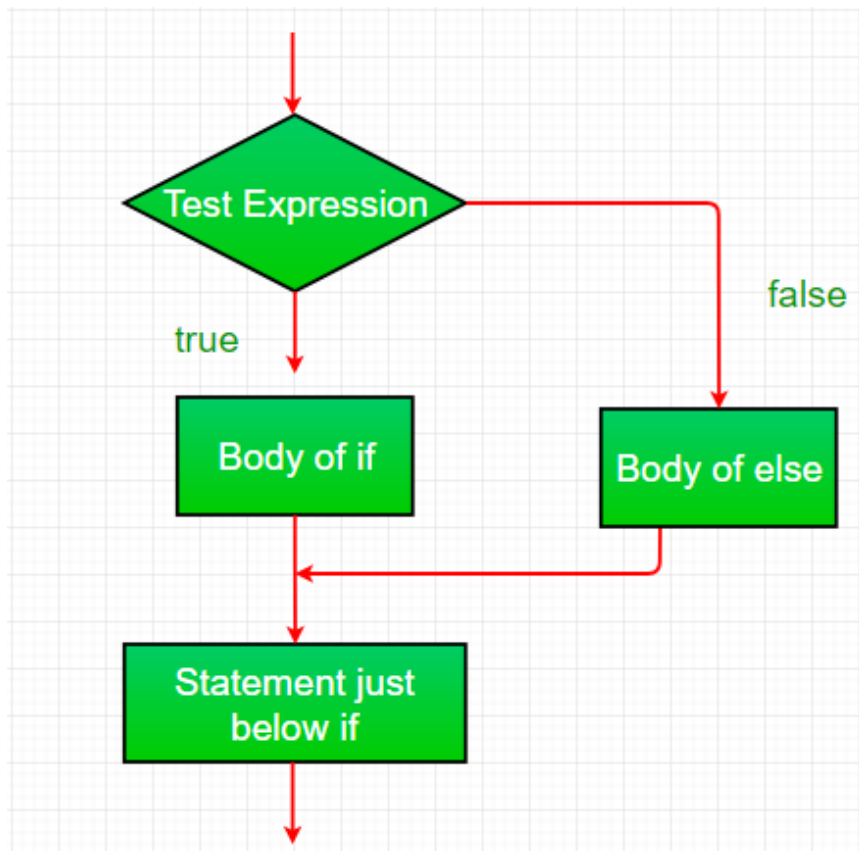 Test Expression
false
true
Body of if
Body of else
Statement just
below if